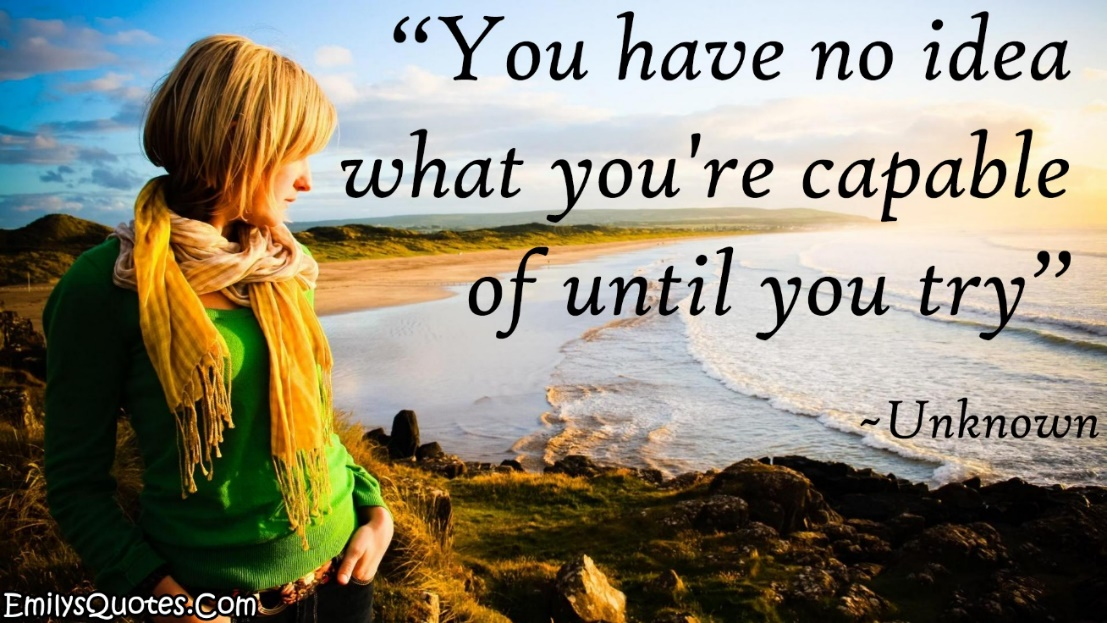 “You have no idea
what you're capable
of until you try”
~Unknown
EmilysQuotes.Com